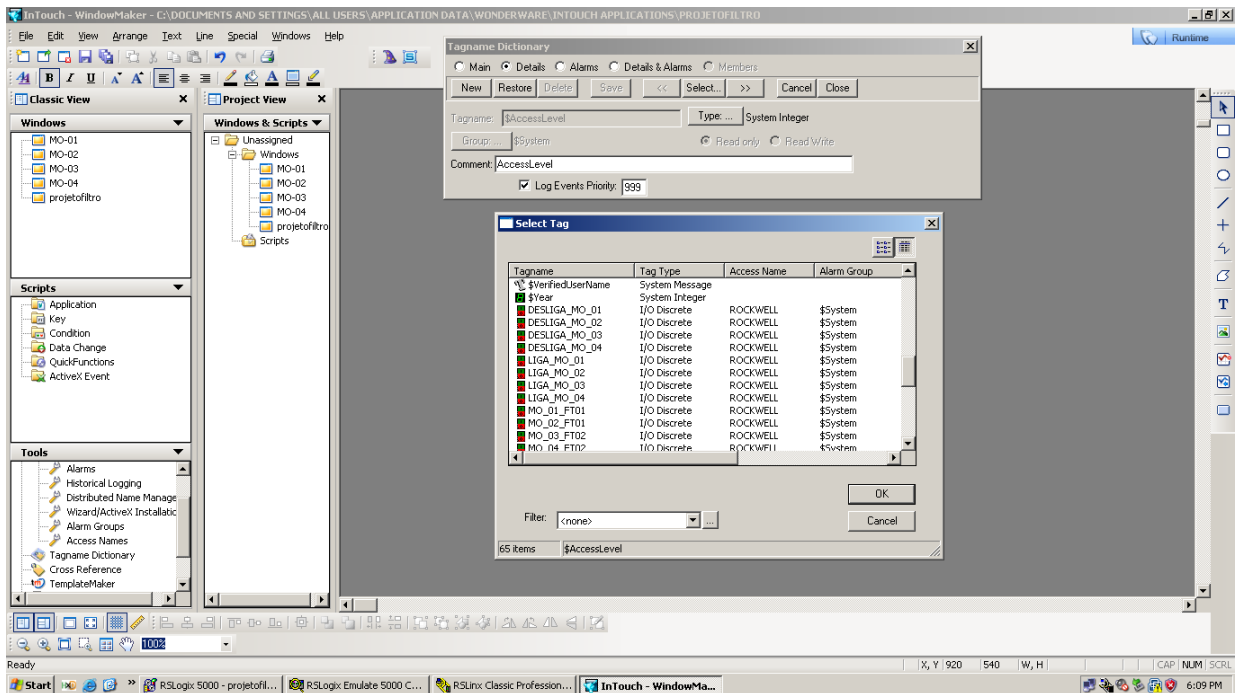 InTouch - WindowMaker - C:\DOCUMENTS AND SETTINGS\ALL USERS\APPLICATION DATA\WONDERWARE\INTOUCH APPLICATIONS\PROJETOFILTRO
File Edit View Arrange Text Line Special Windows Help
Runtime
Classic View
Windows
MO-01
MO-02
MO-03
MO-04
projetofiltro
Scripts
Application
Key
Condition
Data Change
QuickFunctions
ActiveX Event
Tools
Alarms
Historical Logging
Distributed Name Manage
Wizard/ActiveX Installatic
Alarm Groups
Access Names
Tagname Dictionary
Cross Reference
TemplateMaker
Project View
Windows & Scripts
Unassigned
Windows
MO-01
MO-02
MO-03
MO-04
projetofiltro
Scripts
Tagname Dictionary
Main Details Alarms Details & Alarms Members
New Restore Delete Save << Select... >> Cancel Close
Tagname: $AccessLevel Type: ... System Integer
Group: ... $System Read only Read Write
Comment: AccessLevel
Log Events Priority: 999
Select Tag
Tagname Tag Type Access Name Alarm Group
$VerifiedUserName System Message
$Year System Integer
DESLIGA_MO_01 I/O Discrete ROCKWELL $System
DESLIGA_MO_02 I/O Discrete ROCKWELL $System
DESLIGA_MO_03 I/O Discrete ROCKWELL $System
DESLIGA_MO_04 I/O Discrete ROCKWELL $System
LIGA_MO_01 I/O Discrete ROCKWELL $System
LIGA_MO_02 I/O Discrete ROCKWELL $System
LIGA_MO_03 I/O Discrete ROCKWELL $System
LIGA_MO_04 I/O Discrete ROCKWELL $System
MO_01_FT01 I/O Discrete ROCKWELL $System
MO_02_FT01 I/O Discrete ROCKWELL $System
MO_03_FT02 I/O Discrete ROCKWELL $System
MO_04_FT02 I/O Discrete ROCKWELL $System
OK
Filter: <none> ... Cancel
65 items $AccessLevel
100%
Ready X, Y 920 540 W, H CAP NUM SCRL
Start RSLogix 5000 - projetofil... RSLogix Emulate 5000 C... RSLinx Classic Profession... InTouch - WindowMa... 6:09 PM